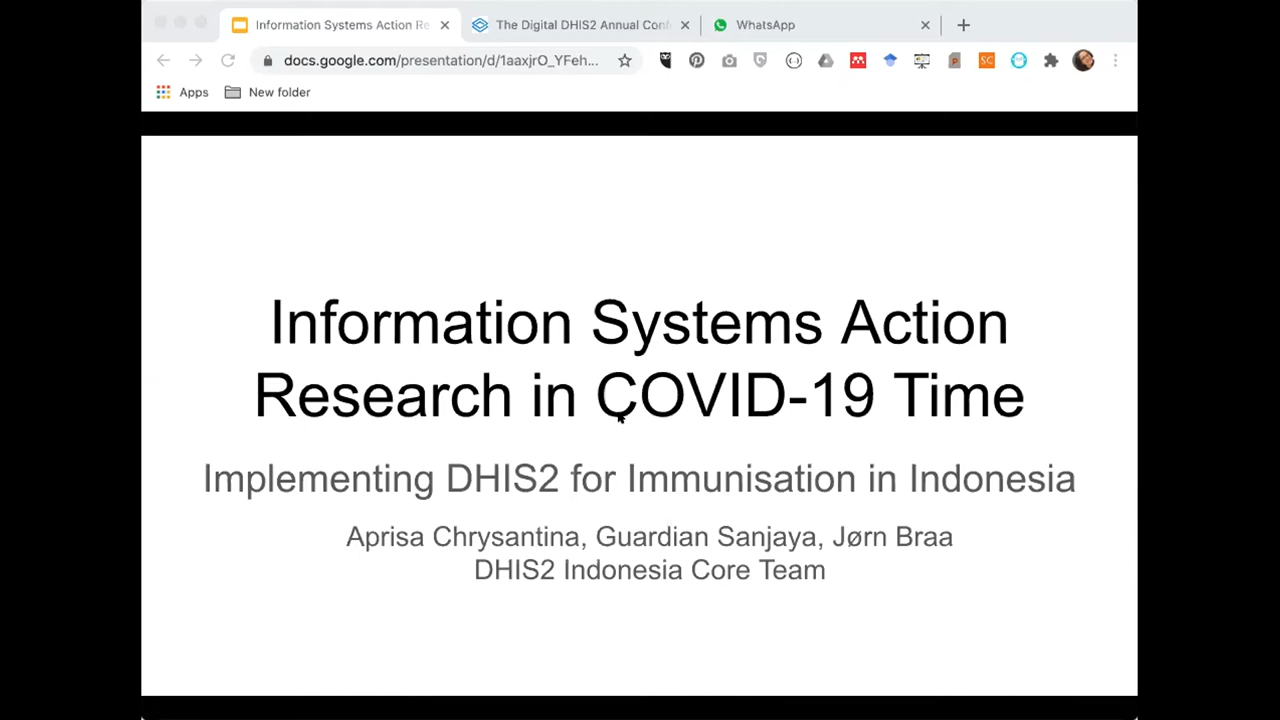 Information Systems Action Re
The Digital DHIS2 Annual Conf
WhatsApp
docs.google.com/presentation/d/1aaxjrO_YFeh...
Apps
New folder
Information Systems Action
Research in COVID-19 Time
Implementing DHIS2 for Immunisation in Indonesia
Aprisa Chrysantina, Guardian Sanjaya, Jørn Braa
DHIS2 Indonesia Core Team